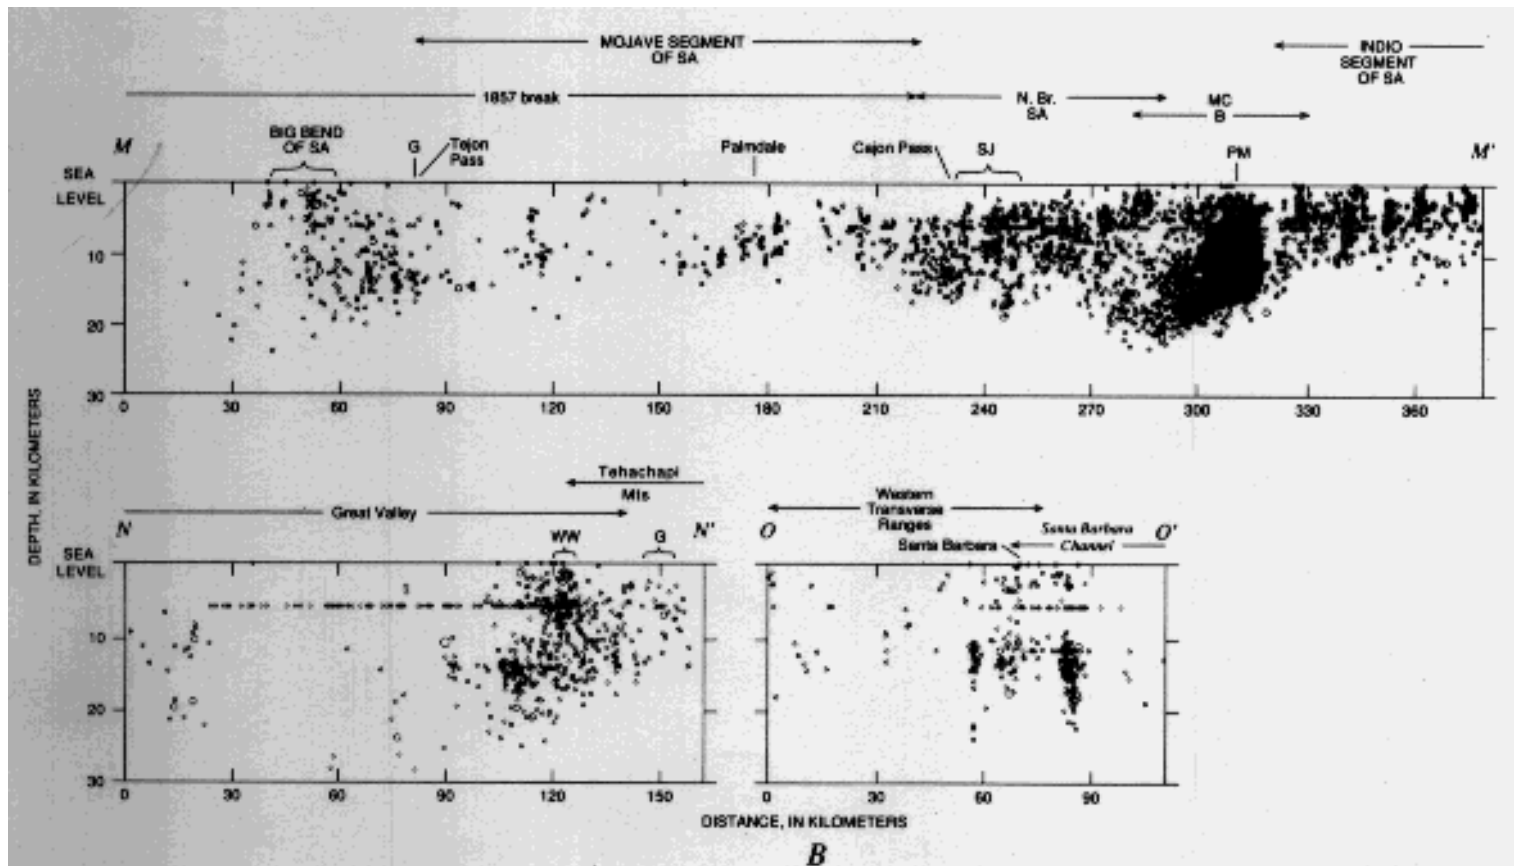 MOJAVE SEGMENT
OF SA
INDIO
SEGMENT
OF SA
1857 break
N. Br.
SA
MC
B
M
BIG BEND
OF SA
G
Tejon
Pass
Palmdale
Cajon Pass
SJ
PM
M'
SEA
LEVEL
10
20
30
0 30 60 90 120 150 180 210 240 270 300 330 360
DEPTH, IN KILOMETERS
Tehachapi
Mts
Great Valley
N
WW
G
N'
SEA
LEVEL
10
20
30
0 30 60 90 120 150
Western
Transverse
Ranges
O
Santa Barbara
Santa Barbara
Channel
O'
0 30 60 90
DISTANCE, IN KILOMETERS
B